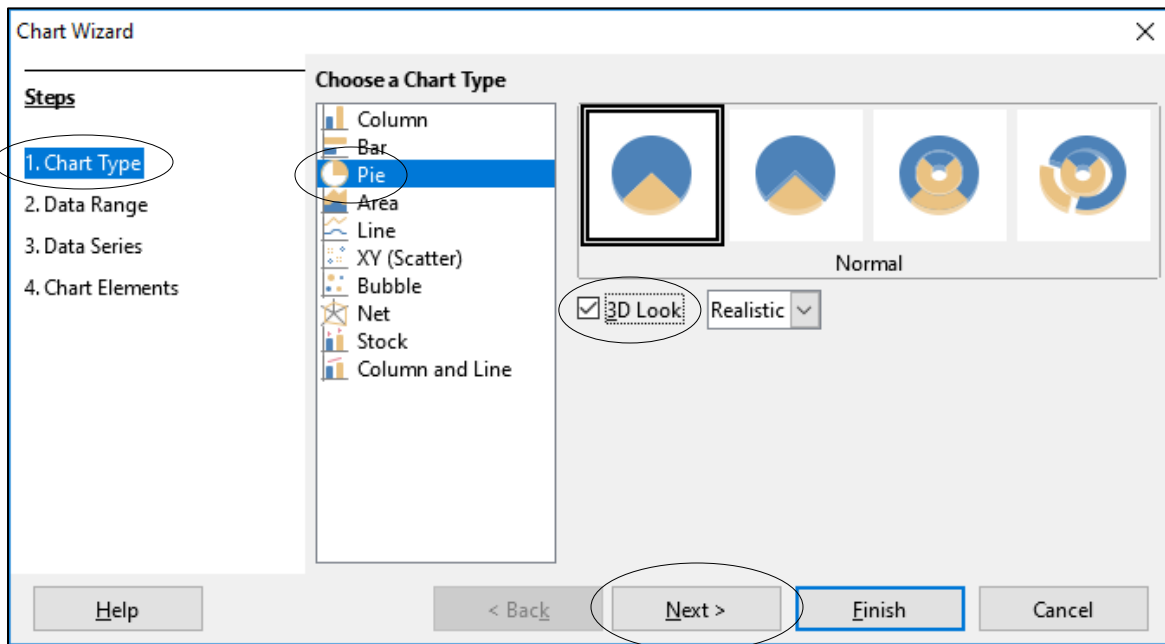 Chart Wizard
Steps
1. Chart Type
2. Data Range
3. Data Series
4. Chart Elements
Choose a Chart Type
Column
Bar
Pie
Area
Line
XY (Scatter)
Bubble
Net
Stock
Column and Line
Normal
3D Look Realistic
Help < Back Next > Finish Cancel